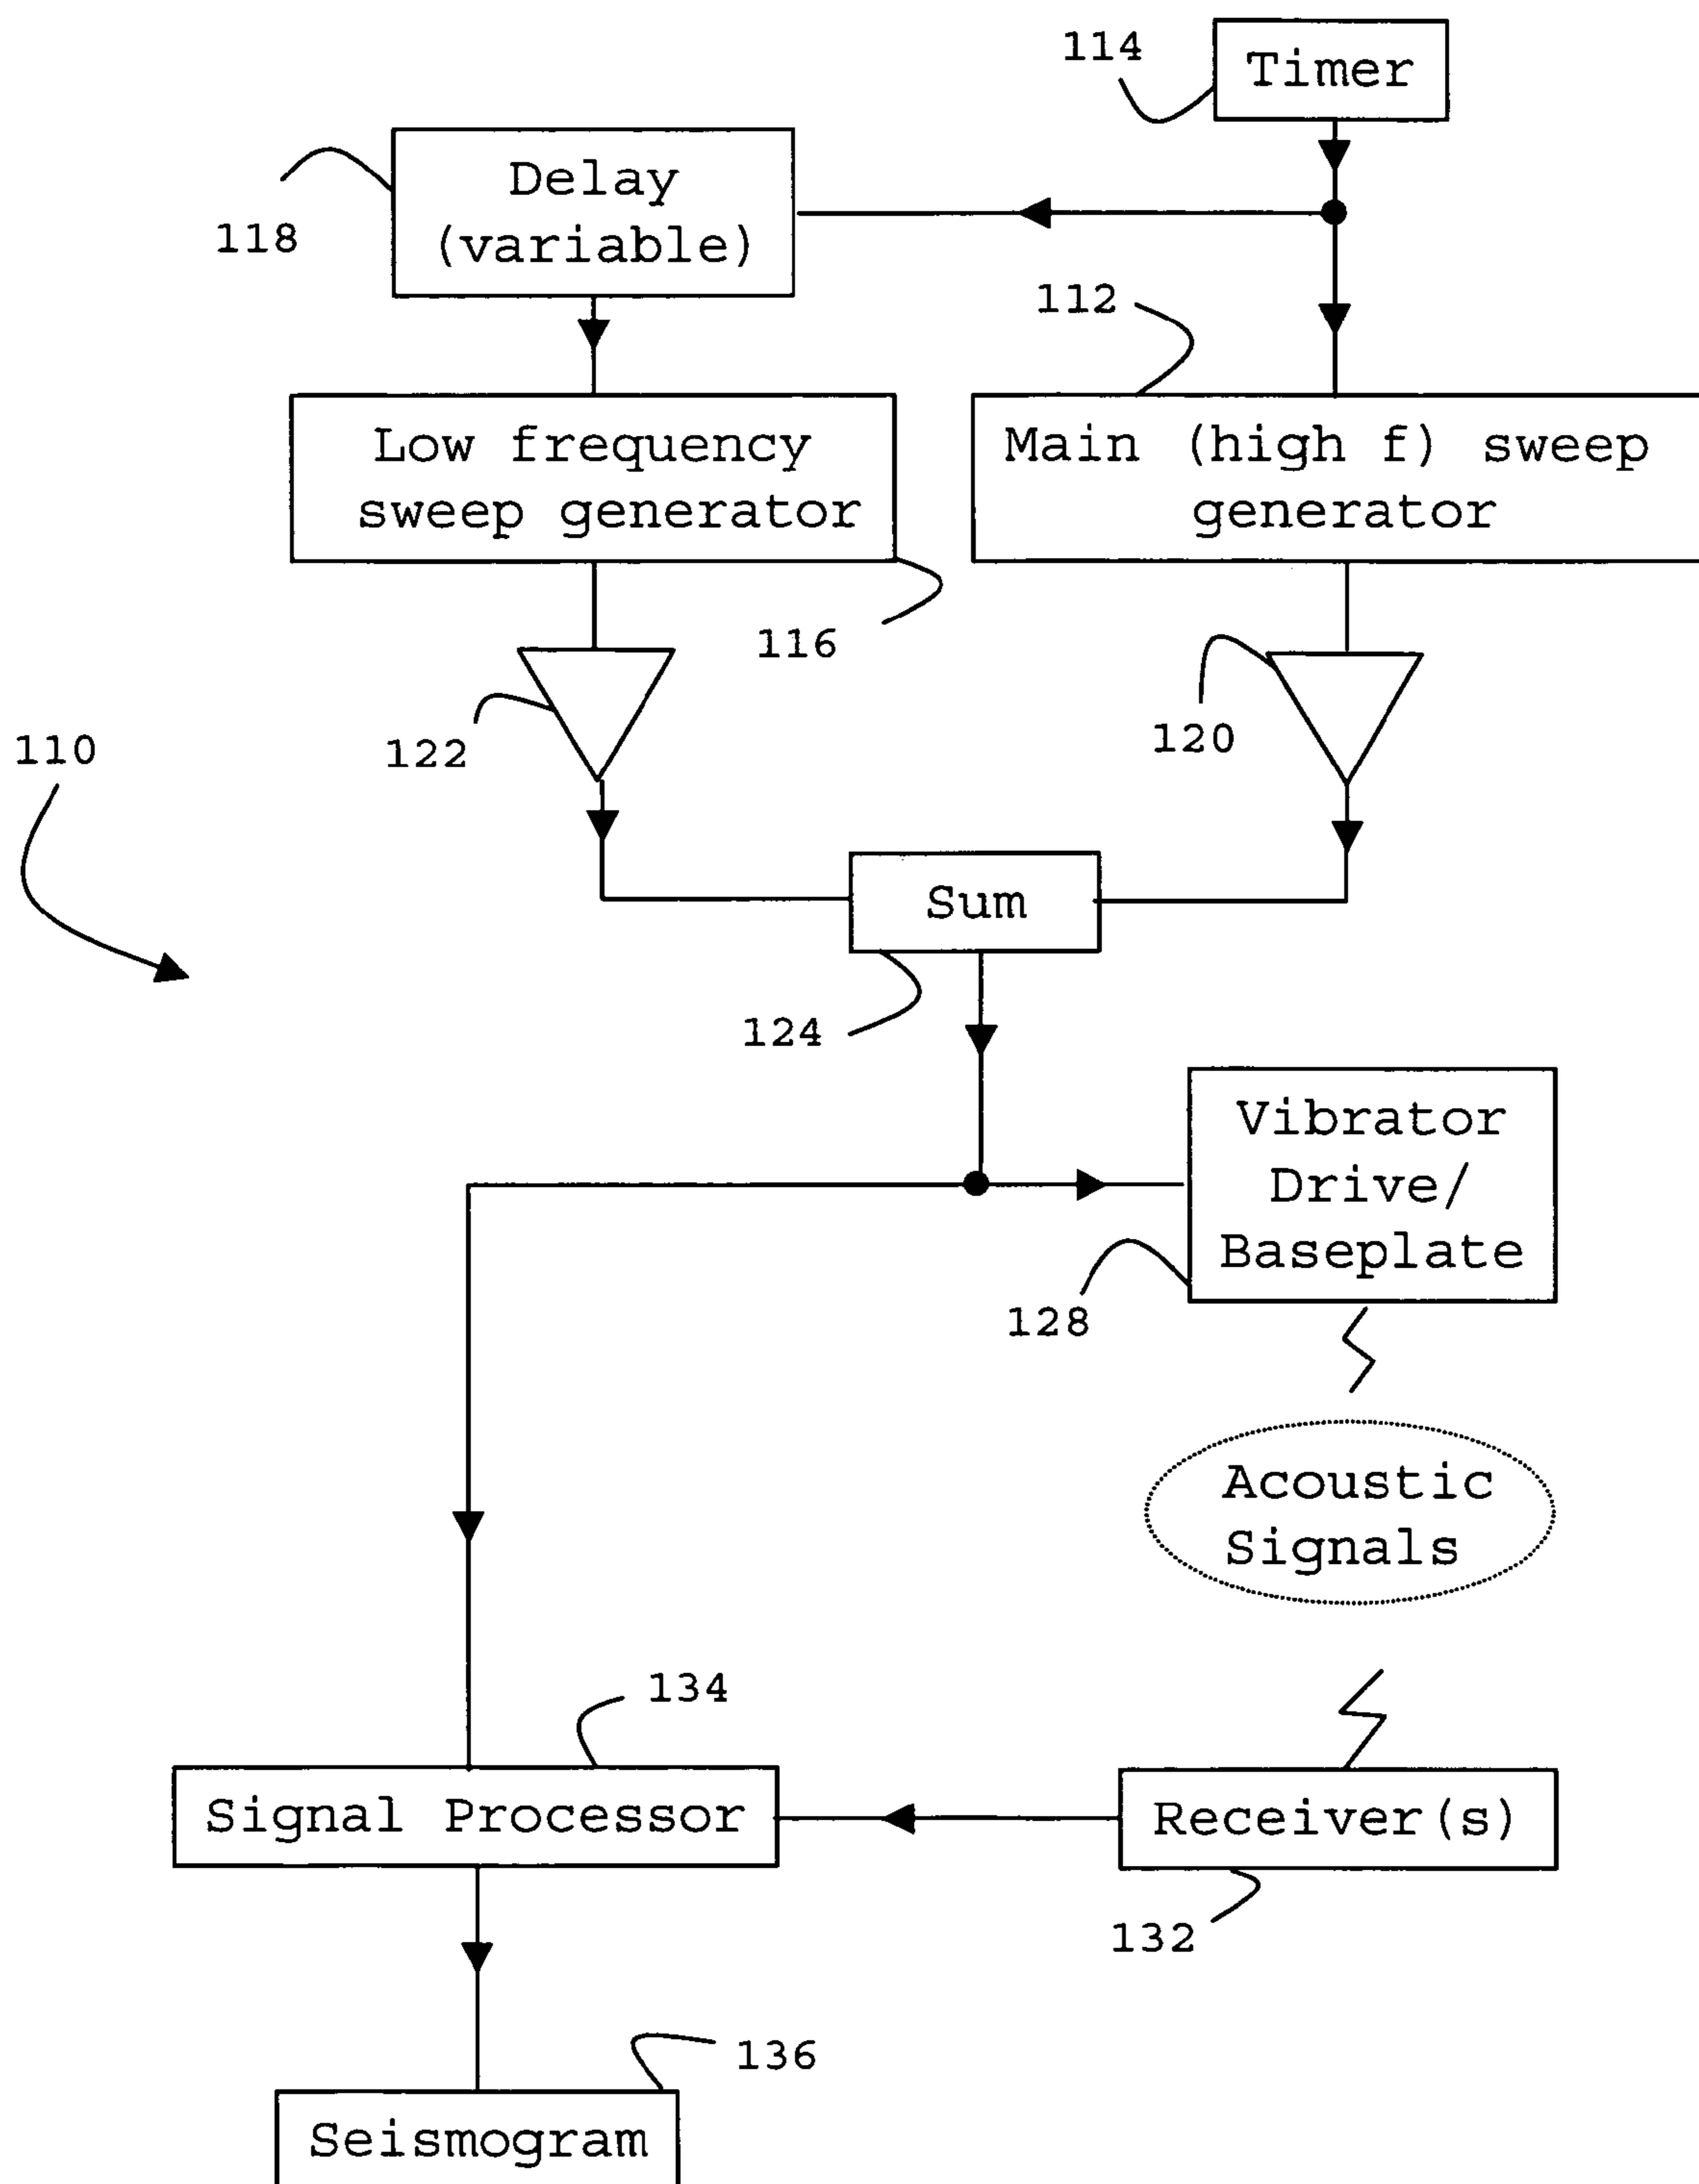 114
Timer
Delay
(variable)
118
112
Low frequency
sweep generator
Main (high f) sweep
generator
116
122
120
110
Sum
124
Vibrator
Drive/
Baseplate
128
Acoustic
Signals
134
Signal Processor
Receiver(s)
132
136
Seismogram